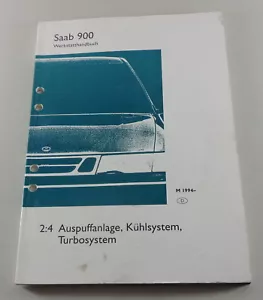 Saab 900
Werkstatthandbuch
M 1994-
D
2:4 Auspuffanlage, Kühlsystem,
Turbosystem